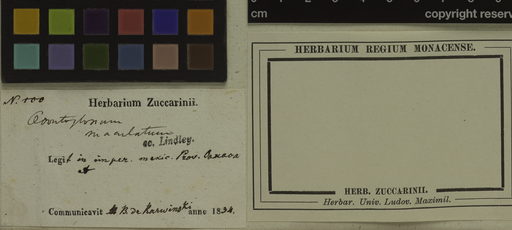 cm
copyright reserv
N. 100
Herbarium Zuccarinii.
Odontoglossum
maculatum
ac. Lindley.
Legit in imper. mexic. Prov. Oaxaca
Communicavit B de Karwinski anno 1834.
HERBARIUM REGIUM MONACENSE.
HERB. ZUCCARINII.
Herbar. Univ. Ludov. Maximil.